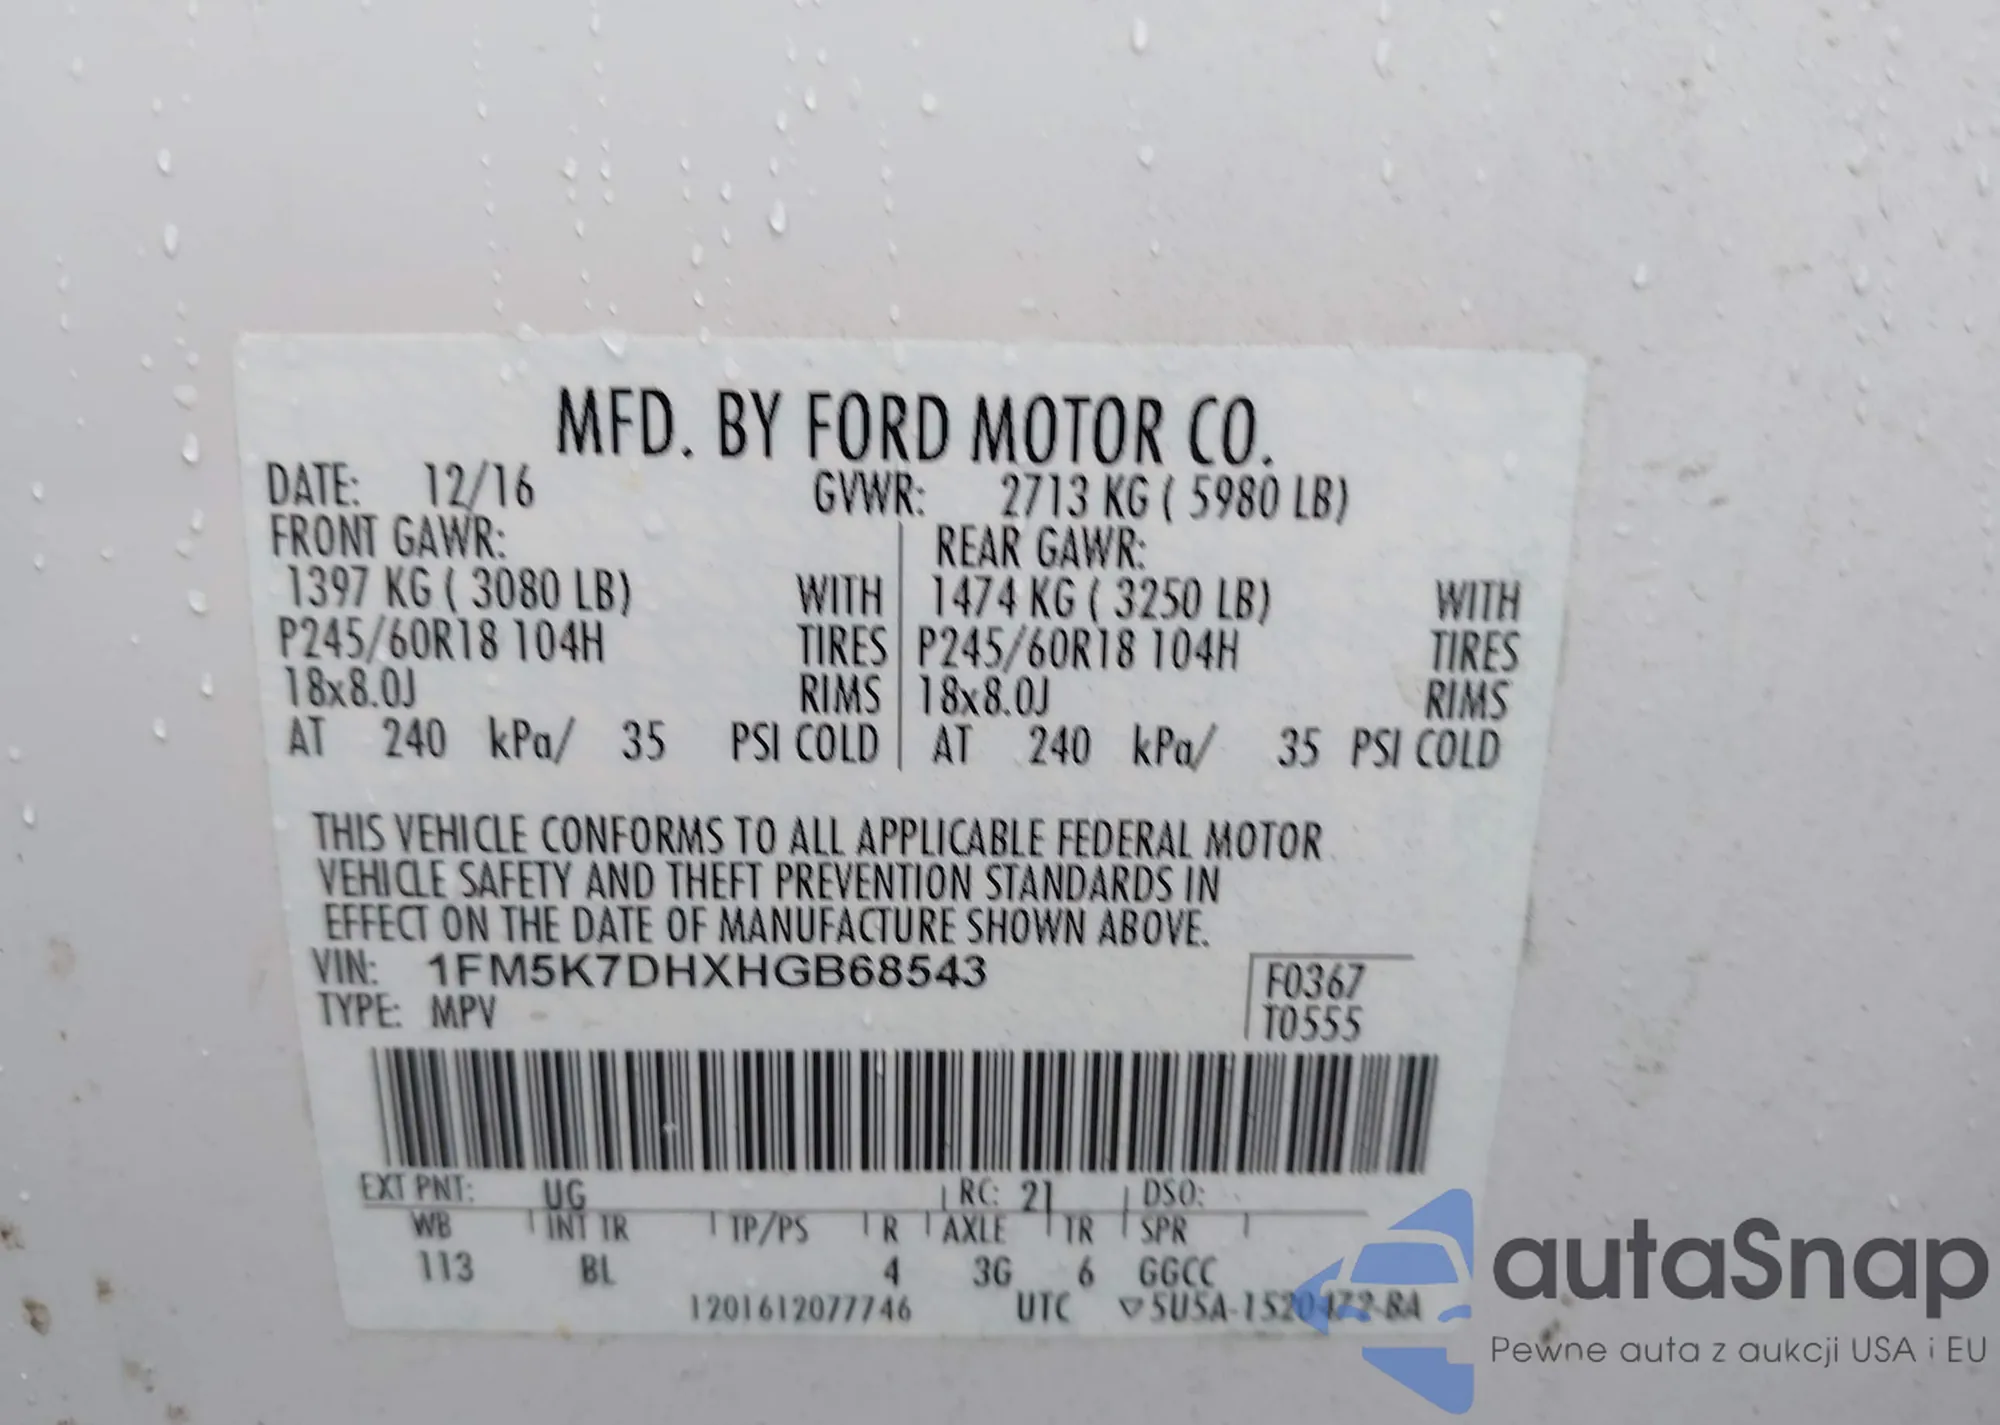 MFD. BY FORD MOTOR CO.
DATE: 12/16 GVWR: 2713 KG ( 5980 LB)
FRONT GAWR: REAR GAWR:
1397 KG ( 3080 LB) WITH 1474 KG ( 3250 LB) WITH
P245/60R18 104H TIRES P245/60R18 104H TIRES
18x8.0J RIMS 18x8.0J RIMS
AT 240 kPa/ 35 PSI COLD AT 240 kPa/ 35 PSI COLD
THIS VEHICLE CONFORMS TO ALL APPLICABLE FEDERAL MOTOR
VEHICLE SAFETY AND THEFT PREVENTION STANDARDS IN
EFFECT ON THE DATE OF MANUFACTURE SHOWN ABOVE.
VIN: 1FM5K7DHXHGB68543 F0367
TYPE: MPV T0555
EXT PNT: UG RC: 21 DSO:
WB INT TR TP/PS R AXLE TR SPR
113 BL 4 3G 6 GGCC
1201612077746 UTC
autaSnap
Pewne auta z aukcji USA i EU